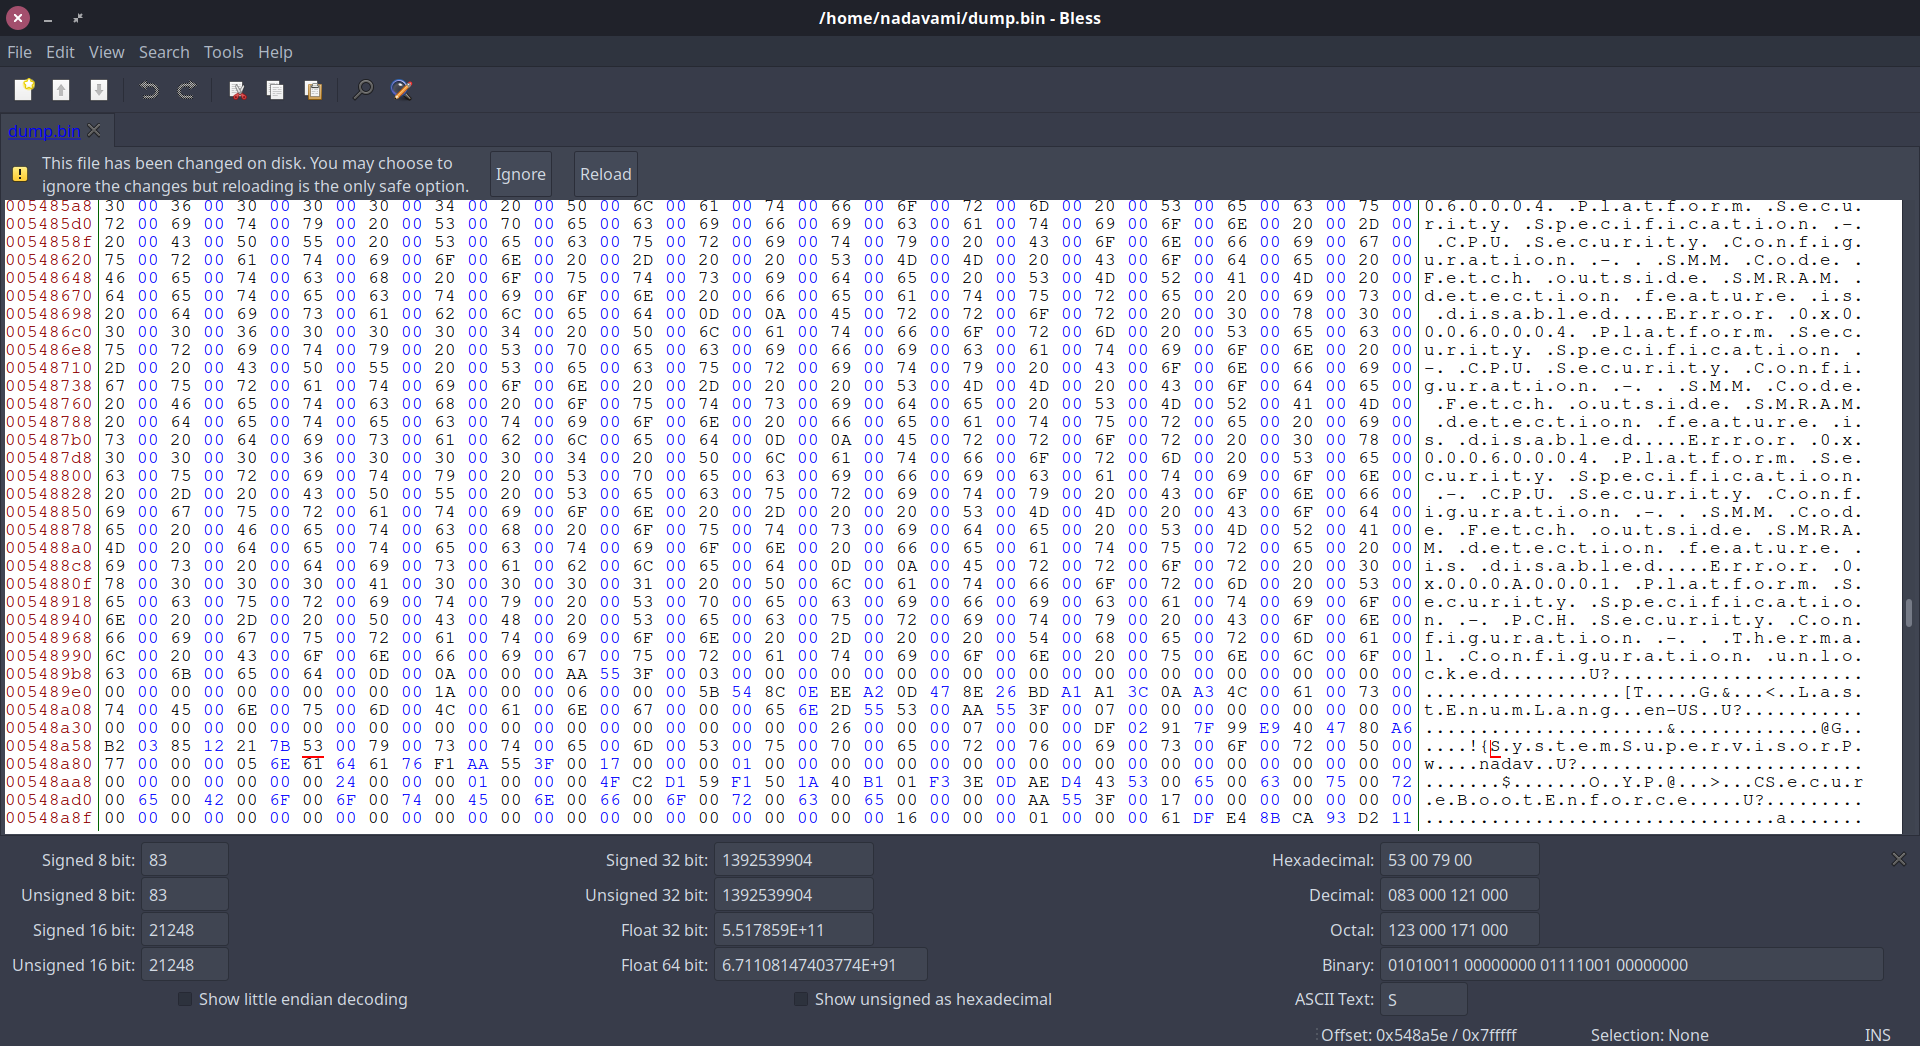 /home/nadavami/dump.bin - Bless
File Edit View Search Tools Help
dump.bin
This file has been changed on disk. You may choose to
ignore the changes but reloading is the only safe option.
Ignore Reload
005485a8 30 00 36 00 30 00 30 00 30 00 34 00 20 00 50 00 6C 00 61 00 74 00 66 00 6F 00 72 00 6D 00 20 00 53 00 65 00 63 00 75 00 0.6.0.0.0.4. .P.l.a.t.f.o.r.m. .S.e.c.u.
005485d0 72 00 69 00 74 00 79 00 20 00 53 00 70 00 65 00 63 00 69 00 66 00 69 00 63 00 61 00 74 00 69 00 6F 00 6E 00 20 00 2D 00 r.i.t.y. .S.p.e.c.i.f.i.c.a.t.i.o.n. .-.
0054858f 20 00 43 00 50 00 55 00 20 00 53 00 65 00 63 00 75 00 72 00 69 00 74 00 79 00 20 00 43 00 6F 00 6E 00 66 00 69 00 67 00  .C.P.U. .S.e.c.u.r.i.t.y. .C.o.n.f.i.g.
00548620 75 00 72 00 61 00 74 00 69 00 6F 00 6E 00 20 00 2D 00 20 00 20 00 53 00 4D 00 4D 00 20 00 43 00 6F 00 64 00 65 00 20 00 u.r.a.t.i.o.n. .-. . .S.M.M. .C.o.d.e. .
00548648 46 00 65 00 74 00 63 00 68 00 20 00 6F 00 75 00 74 00 73 00 69 00 64 00 65 00 20 00 53 00 4D 00 52 00 41 00 4D 00 20 00 F.e.t.c.h. .o.u.t.s.i.d.e. .S.M.R.A.M. .
00548670 64 00 65 00 74 00 65 00 63 00 74 00 69 00 6F 00 6E 00 20 00 66 00 65 00 61 00 74 00 75 00 72 00 65 00 20 00 69 00 73 00 d.e.t.e.c.t.i.o.n. .f.e.a.t.u.r.e. .i.s.
00548698 20 00 64 00 69 00 73 00 61 00 62 00 6C 00 65 00 64 00 0D 00 0A 00 45 00 72 00 72 00 6F 00 72 00 20 00 30 00 78 00 30 00  .d.i.s.a.b.l.e.d.....E.r.r.o.r. .0.x.0.
005486c0 30 00 30 00 36 00 30 00 30 00 30 00 34 00 20 00 50 00 6C 00 61 00 74 00 66 00 6F 00 72 00 6D 00 20 00 53 00 65 00 63 00 0.0.6.0.0.0.4. .P.l.a.t.f.o.r.m. .S.e.c.
005486e8 75 00 72 00 69 00 74 00 79 00 20 00 53 00 70 00 65 00 63 00 69 00 66 00 69 00 63 00 61 00 74 00 69 00 6F 00 6E 00 20 00 u.r.i.t.y. .S.p.e.c.i.f.i.c.a.t.i.o.n. .
00548710 2D 00 20 00 43 00 50 00 55 00 20 00 53 00 65 00 63 00 75 00 72 00 69 00 74 00 79 00 20 00 43 00 6F 00 6E 00 66 00 69 00 -. .C.P.U. .S.e.c.u.r.i.t.y. .C.o.n.f.i.
00548738 67 00 75 00 72 00 61 00 74 00 69 00 6F 00 6E 00 20 00 2D 00 20 00 20 00 53 00 4D 00 4D 00 20 00 43 00 6F 00 64 00 65 00 g.u.r.a.t.i.o.n. .-. . .S.M.M. .C.o.d.e.
00548760 20 00 46 00 65 00 74 00 63 00 68 00 20 00 6F 00 75 00 74 00 73 00 69 00 64 00 65 00 20 00 53 00 4D 00 52 00 41 00 4D 00  .F.e.t.c.h. .o.u.t.s.i.d.e. .S.M.R.A.M.
00548788 20 00 64 00 65 00 74 00 65 00 63 00 74 00 69 00 6F 00 6E 00 20 00 66 00 65 00 61 00 74 00 75 00 72 00 65 00 20 00 69 00  .d.e.t.e.c.t.i.o.n. .f.e.a.t.u.r.e. .i.
005487b0 73 00 20 00 64 00 69 00 73 00 61 00 62 00 6C 00 65 00 64 00 0D 00 0A 00 45 00 72 00 72 00 6F 00 72 00 20 00 30 00 78 00 s. .d.i.s.a.b.l.e.d.....E.r.r.o.r. .0.x.
005487d8 30 00 30 00 30 00 36 00 30 00 30 00 30 00 34 00 20 00 50 00 6C 00 61 00 74 00 66 00 6F 00 72 00 6D 00 20 00 53 00 65 00 0.0.0.6.0.0.0.4. .P.l.a.t.f.o.r.m. .S.e.
00548800 63 00 75 00 72 00 69 00 74 00 79 00 20 00 53 00 70 00 65 00 63 00 69 00 66 00 69 00 63 00 61 00 74 00 69 00 6F 00 6E 00 c.u.r.i.t.y. .S.p.e.c.i.f.i.c.a.t.i.o.n.
00548828 20 00 2D 00 20 00 43 00 50 00 55 00 20 00 53 00 65 00 63 00 75 00 72 00 69 00 74 00 79 00 20 00 43 00 6F 00 6E 00 66 00  .-. .C.P.U. .S.e.c.u.r.i.t.y. .C.o.n.f.
00548850 69 00 67 00 75 00 72 00 61 00 74 00 69 00 6F 00 6E 00 20 00 2D 00 20 00 20 00 53 00 4D 00 4D 00 20 00 43 00 6F 00 64 00 i.g.u.r.a.t.i.o.n. .-. . .S.M.M. .C.o.d.
00548878 65 00 20 00 46 00 65 00 74 00 63 00 68 00 20 00 6F 00 75 00 74 00 73 00 69 00 64 00 65 00 20 00 53 00 4D 00 52 00 41 00 e. .F.e.t.c.h. .o.u.t.s.i.d.e. .S.M.R.A.
005488a0 4D 00 20 00 64 00 65 00 74 00 65 00 63 00 74 00 69 00 6F 00 6E 00 20 00 66 00 65 00 61 00 74 00 75 00 72 00 65 00 20 00 M. .d.e.t.e.c.t.i.o.n. .f.e.a.t.u.r.e. .
005488c8 69 00 73 00 20 00 64 00 69 00 73 00 61 00 62 00 6C 00 65 00 64 00 0D 00 0A 00 45 00 72 00 72 00 6F 00 72 00 20 00 30 00 i.s. .d.i.s.a.b.l.e.d.....E.r.r.o.r. .0.
0054880f 78 00 30 00 30 00 30 00 41 00 30 00 30 00 30 00 31 00 20 00 50 00 6C 00 61 00 74 00 66 00 6F 00 72 00 6D 00 20 00 53 00 x.0.0.0.A.0.0.0.1. .P.l.a.t.f.o.r.m. .S.
00548918 65 00 63 00 75 00 72 00 69 00 74 00 79 00 20 00 53 00 70 00 65 00 63 00 69 00 66 00 69 00 63 00 61 00 74 00 69 00 6F 00 e.c.u.r.i.t.y. .S.p.e.c.i.f.i.c.a.t.i.o.
00548940 6E 00 20 00 2D 00 20 00 50 00 43 00 48 00 20 00 53 00 65 00 63 00 75 00 72 00 69 00 74 00 79 00 20 00 43 00 6F 00 6E 00 n. .-. .P.C.H. .S.e.c.u.r.i.t.y. .C.o.n.
00548968 66 00 69 00 67 00 75 00 72 00 61 00 74 00 69 00 6F 00 6E 00 20 00 2D 00 20 00 20 00 54 00 68 00 65 00 72 00 6D 00 61 00 f.i.g.u.r.a.t.i.o.n. .-. . .T.h.e.r.m.a.
00548990 6C 00 20 00 43 00 6F 00 6E 00 66 00 69 00 67 00 75 00 72 00 61 00 74 00 69 00 6F 00 6E 00 20 00 75 00 6E 00 6C 00 6F 00 l. .C.o.n.f.i.g.u.r.a.t.i.o.n. .u.n.l.o.
005489b8 63 00 6B 00 65 00 64 00 0D 00 0A 00 00 00 AA 55 3F 00 03 00 00 00 00 00 00 00 00 00 00 00 00 00 00 00 00 00 00 00 00 00 c.k.e.d........U?.......................
005489e0 00 00 00 00 00 00 00 00 00 00 1A 00 00 00 06 00 00 00 5B 54 8C 0E EE A2 0D 47 8E 26 BD A1 A1 3C 0A A3 4C 00 61 00 73 00 ..................[T.....G.&...<..L.a.s.
00548a08 74 00 45 00 6E 00 75 00 6D 00 4C 00 61 00 6E 00 67 00 00 00 65 6E 2D 55 53 00 AA 55 3F 00 07 00 00 00 00 00 00 00 00 00 t.E.n.u.m.L.a.n.g...en-US..U?...........
00548a30 00 00 00 00 00 00 00 00 00 00 00 00 00 00 00 00 00 00 00 00 00 00 26 00 00 00 07 00 00 00 DF 02 91 7F 99 E9 40 47 80 A6 ......................&.............@G..
00548a58 B2 03 85 12 21 7B 53 00 79 00 73 00 74 00 65 00 6D 00 53 00 75 00 70 00 65 00 72 00 76 00 69 00 73 00 6F 00 72 00 50 00 ....!{S.y.s.t.e.m.S.u.p.e.r.v.i.s.o.r.P.
00548a80 77 00 00 00 05 6E 61 64 61 76 F1 AA 55 3F 00 17 00 00 00 01 00 00 00 00 00 00 00 00 00 00 00 00 00 00 00 00 00 00 00 00 w....nadav..U?..........................
00548aa8 00 00 00 00 00 00 00 24 00 00 00 01 00 00 00 4F C2 D1 59 F1 50 1A 40 B1 01 F3 3E 0D AE D4 43 53 00 65 00 63 00 75 00 72 .......$.......O..Y.P.@...>...CS.e.c.u.r
00548ad0 00 65 00 42 00 6F 00 6F 00 74 00 45 00 6E 00 66 00 6F 00 72 00 63 00 65 00 00 00 00 AA 55 3F 00 17 00 00 00 00 00 00 00 .e.B.o.o.t.E.n.f.o.r.c.e.....U?.........
00548a8f 00 00 00 00 00 00 00 00 00 00 00 00 00 00 00 00 00 00 00 00 00 00 00 00 16 00 00 00 01 00 00 00 61 DF E4 8B CA 93 D2 11 ................................a.......
Signed 8 bit: 83 Signed 32 bit: 1392539904 Hexadecimal: 53 00 79 00
Unsigned 8 bit: 83 Unsigned 32 bit: 1392539904 Decimal: 083 000 121 000
Signed 16 bit: 21248 Float 32 bit: 5.517859E+11 Octal: 123 000 171 000
Unsigned 16 bit: 21248 Float 64 bit: 6.71108147403774E+91 Binary: 01010011 00000000 01111001 00000000
Show little endian decoding Show unsigned as hexadecimal ASCII Text: S
Offset: 0x548a5e / 0x7fffff Selection: None INS